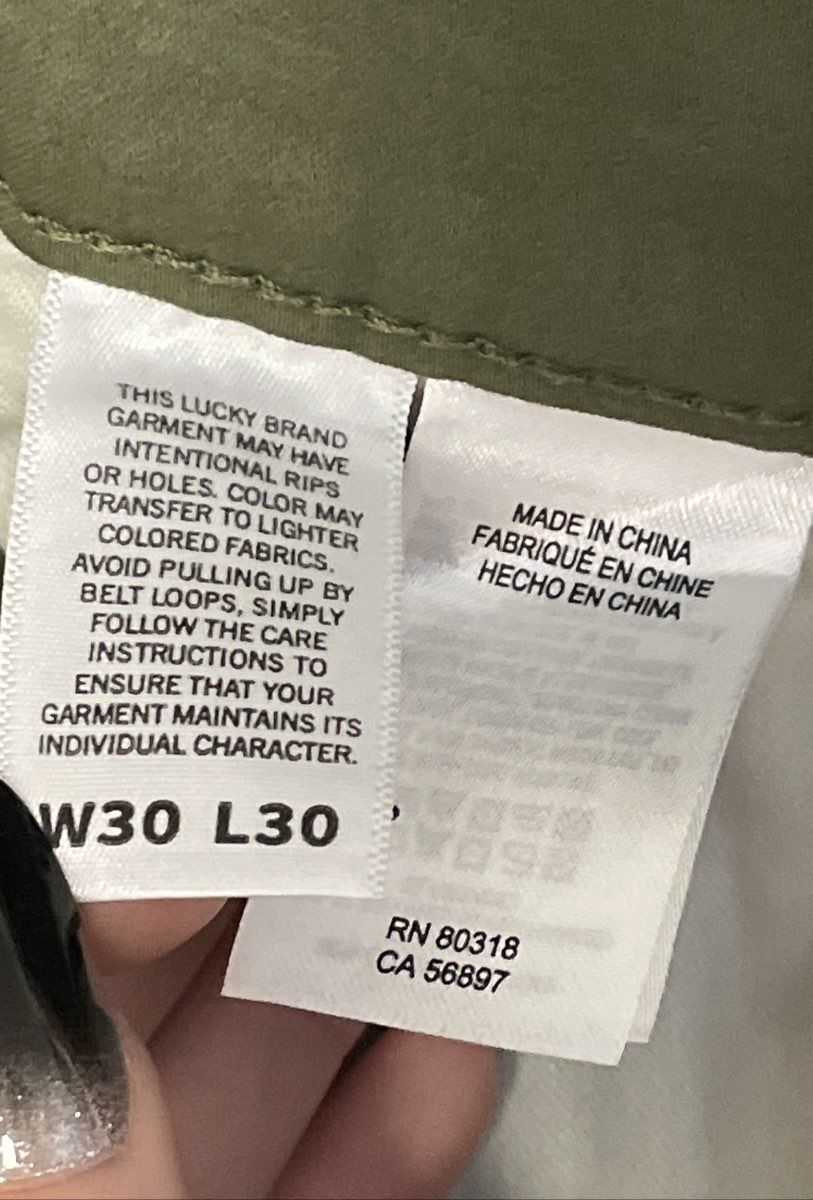 THIS LUCKY BRAND
GARMENT MAY HAVE
INTENTIONAL RIPS
OR HOLES. COLOR MAY
TRANSFER TO LIGHTER
COLORED FABRICS.
AVOID PULLING UP BY
BELT LOOPS, SIMPLY
FOLLOW THE CARE
INSTRUCTIONS TO
ENSURE THAT YOUR
GARMENT MAINTAINS ITS
INDIVIDUAL CHARACTER.
W30 L30
MADE IN CHINA
FABRIQUÉ EN CHINE
HECHO EN CHINA
RN 80318
CA 56897